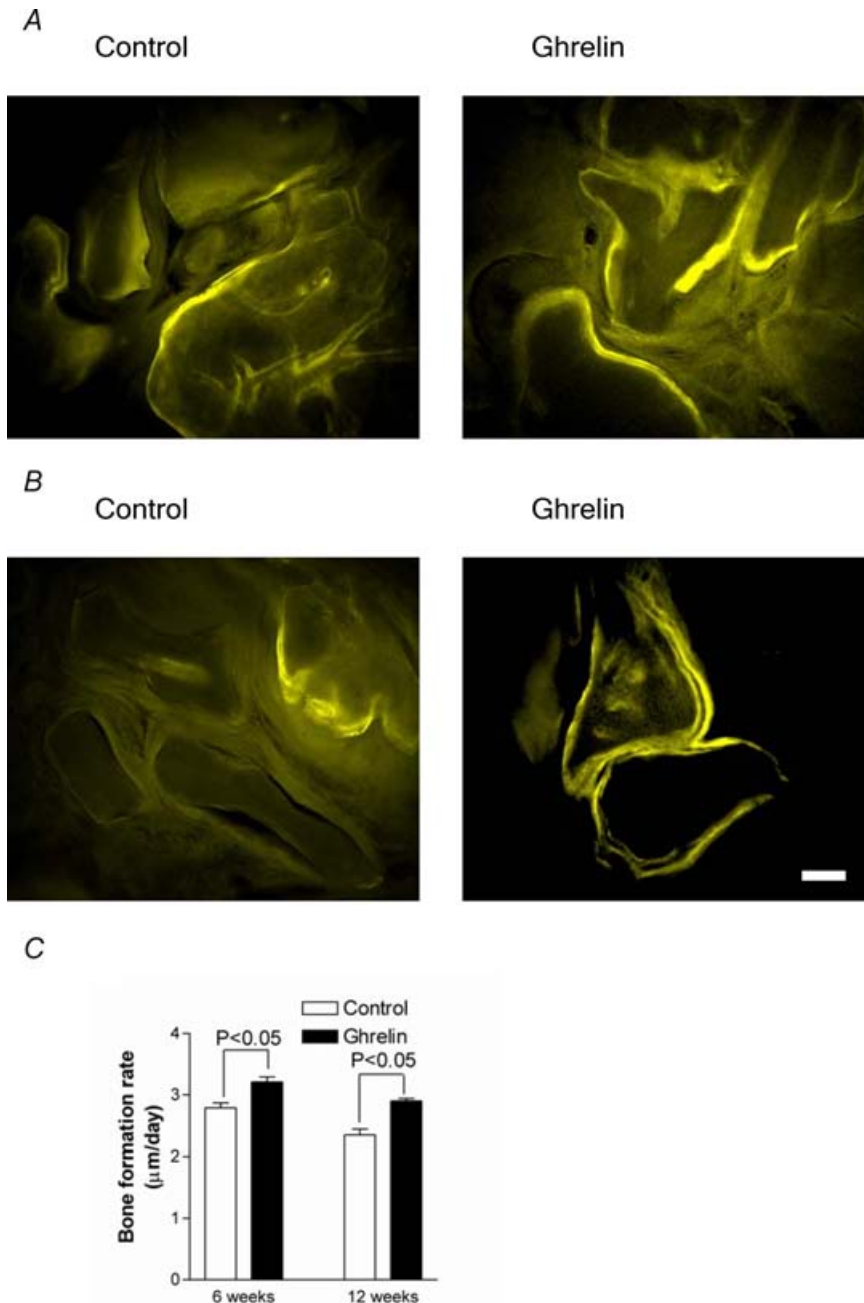 A
Control Ghrelin
B
Control Ghrelin
C
Control
Ghrelin
P<0.05
P<0.05
Bone formation rate
(μm/day)
4
3
2
1
0
6 weeks 12 weeks